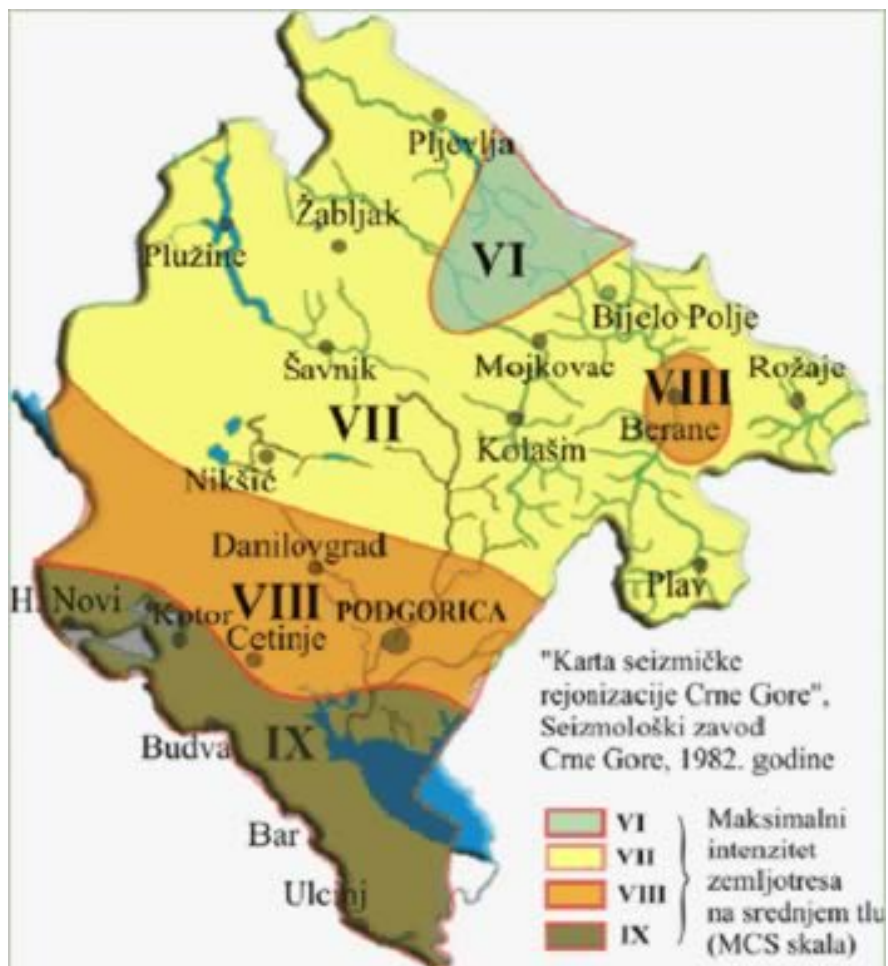 Pljevlja
Žabljak
Plužine
VI
Bijelo Polje
Šavnik
Mojkovac
VIII
Rožaje
VII
Berane
Kolašin
Nikšić
Danilovgrad
Plav
H. Novi
Kotor
VIII
PODGORICA
Cetinje
"Karta seizmičke
rejonizacije Crne Gore",
Seizmološki zavod
Crne Gore, 1982. godine
Budva
IX
Bar
Ulcinj
VI
VII
VIII
IX
Maksimalni
intenzitet
zemljotresa
na srednjem tlu
(MCS skala)